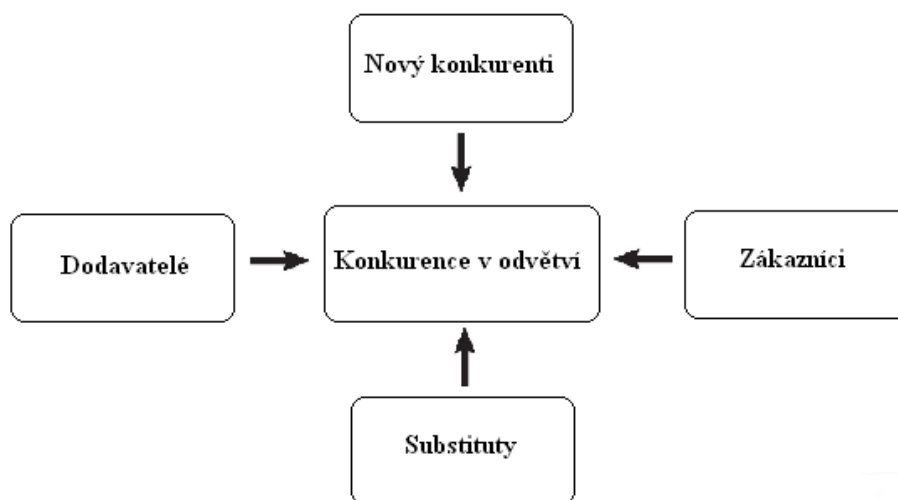 Nový konkurenti
Dodavatelé
Konkurence v odvětví
Zákazníci
Substituty